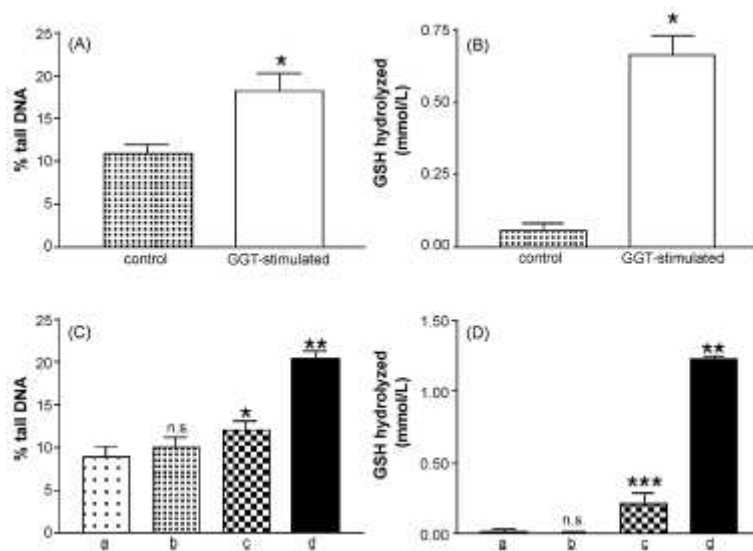 (A)
% tail DNA
25
20
15
10
5
0
*
control
GGT-stimulated
(B)
GSH hydrolyzed
(mmol/L)
0.75
0.50
0.25
0.00
*
control
GGT-stimulated
(C)
% tail DNA
25
20
15
10
5
0
n.s.
*
**
a
b
c
d
(D)
GSH hydrolyzed
(mmol/L)
1.50
1.00
0.50
0.00
n.s.
***
**
a
b
c
d